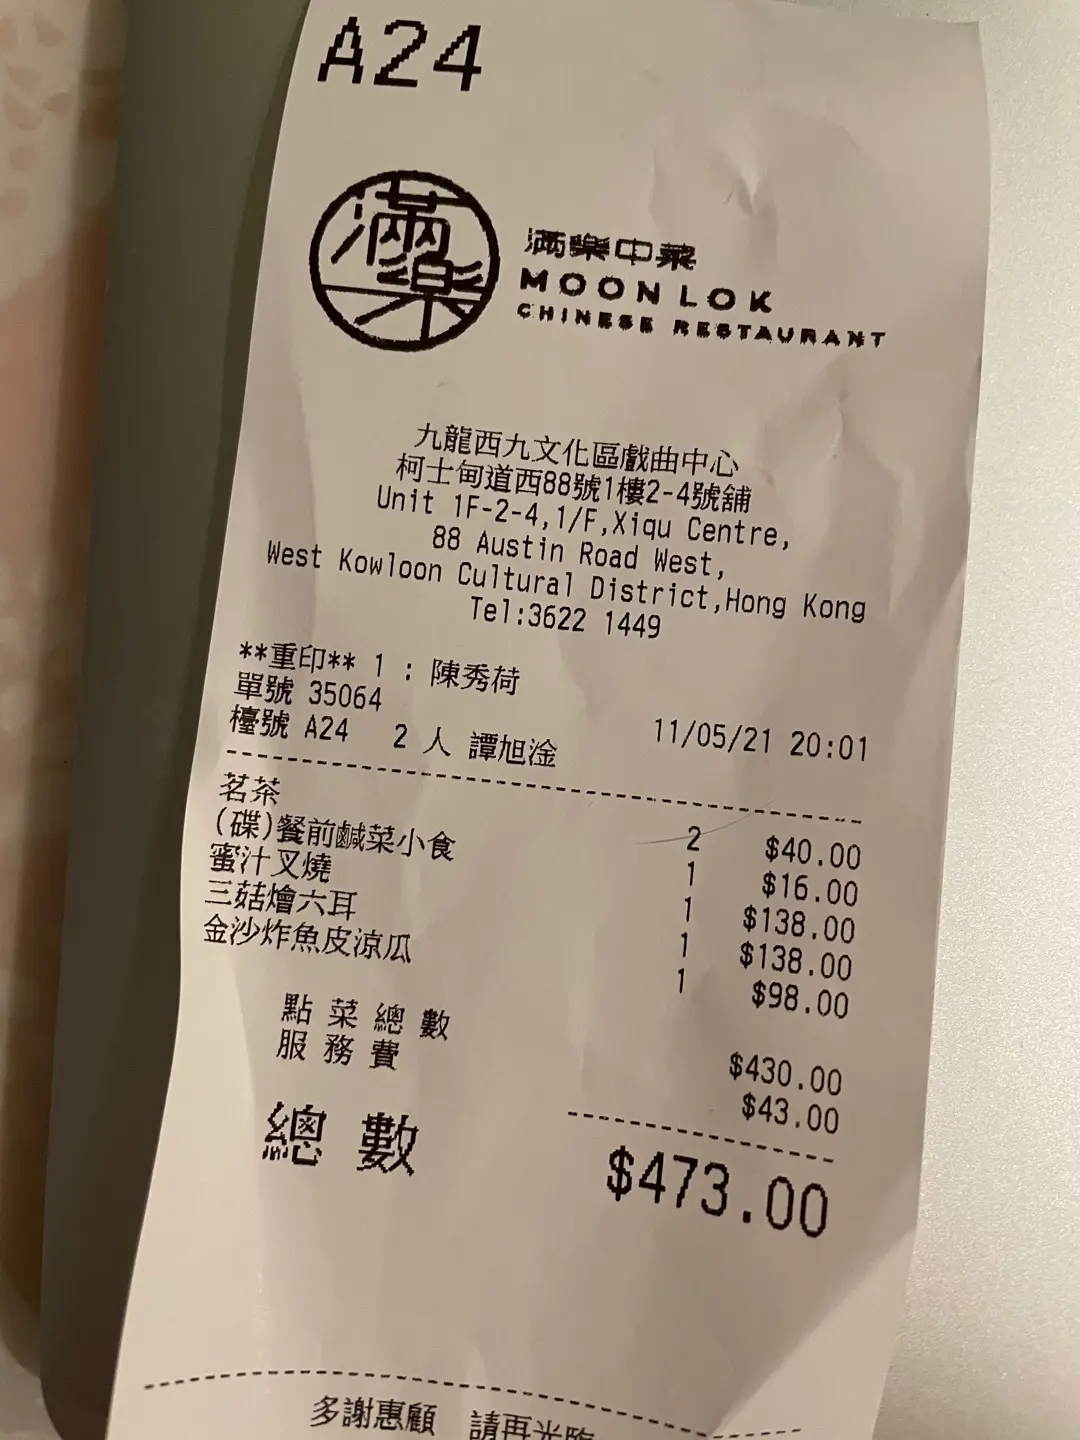 A24
滿樂
滿樂中菜
MOON LOK
CHINESE RESTAURANT
九龍西九文化區戲曲中心
柯士甸道西88號1樓2-4號舖
Unit 1F-2-4,1/F,Xiqu Centre,
88 Austin Road West,
West Kowloon Cultural District,Hong Kong
Tel:3622 1449
**重印** 1 : 陳秀荷
單號 35064
11/05/21 20:01
檯號 A24 2 人 譚旭淦
茗茶 2 $40.00
(碟)餐前鹹菜小食 1 $16.00
蜜汁叉燒 1 $138.00
三菇燴六耳 1 $138.00
金沙炸魚皮涼瓜 1 $98.00
點菜總數 $430.00
服務費 $43.00
總數 $473.00
多謝惠顧 請再光臨